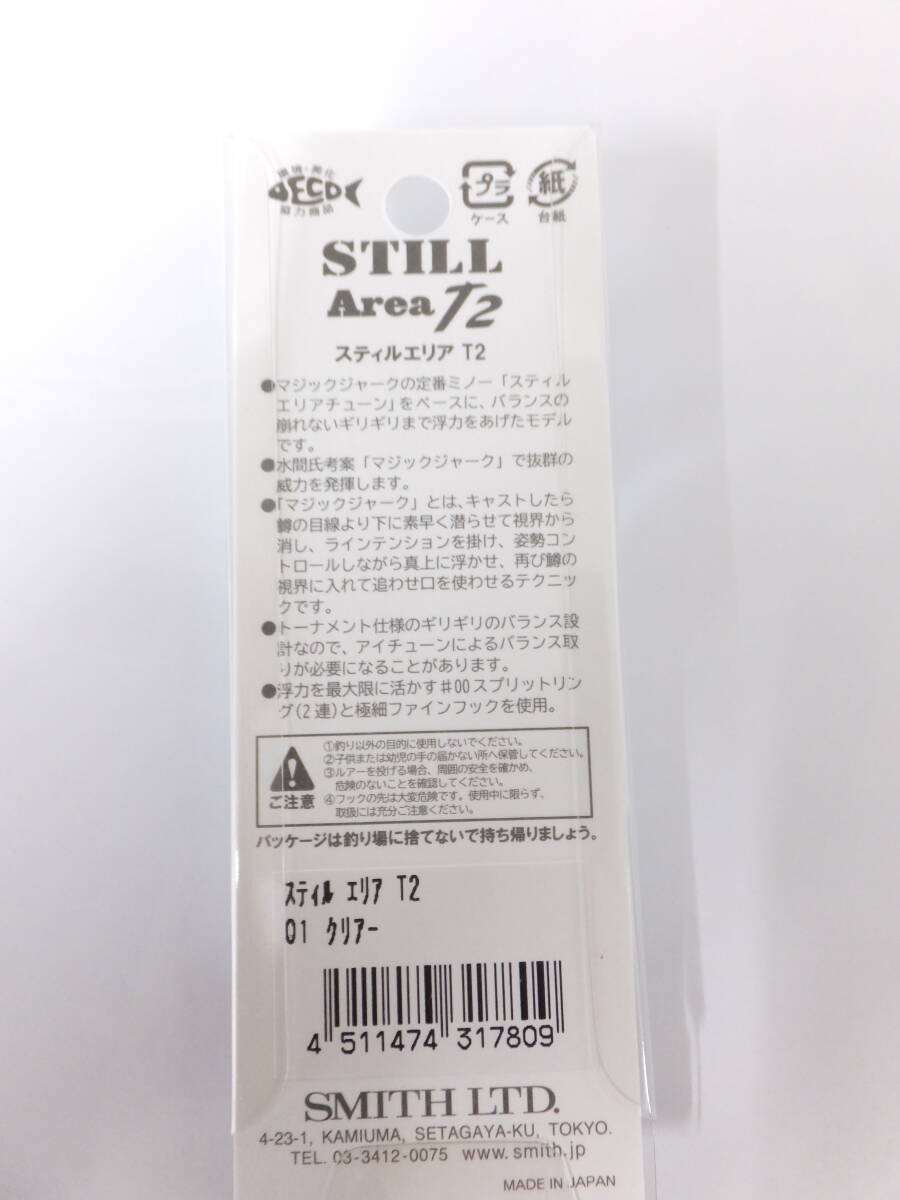 環境・美化
ECO
協力商品
プラ
ケース
紙
台紙
STILL
Area T2
スティルエリア T2
●マジックジャークの定番ミノー「スティル
エリアチューン」をベースに、バランスの
崩れないギリギリまで浮力をあげたモデル
です。
●水間氏考案「マジックジャーク」で抜群の
威力を発揮します。
●「マジックジャーク」とは、キャストしたら
鱒の目線より下に素早く潜らせて視界から
消し、ラインテンションを掛け、姿勢コン
トロールしながら真上に浮かせ、再び鱒の
視界に入れて追わせ口を使わせるテクニッ
クです。
●トーナメント仕様のギリギリのバランス設
計なので、アイチューンによるバランス取
りが必要になることがあります。
●浮力を最大限に活かす#00スプリットリン
グ(2連)と極細ファインフックを使用。
ご注意
①釣り以外の目的に使用しないでください。
②子供または幼児の手の届かない所へ保管してください。
③ルアーを投げる場合、周囲の安全を確かめ、
危険のないことを確認してください。
④フックの先は大変危険です。使用中に限らず、
取扱には充分ご注意ください。
パッケージは釣り場に捨てないで持ち帰りましょう。
スティル エリア T2
01 クリアー
4 511474 317809
SMITH LTD.
4-23-1, KAMIUMA, SETAGAYA-KU, TOKYO.
TEL. 03-3412-0075 www.smith.jp
MADE IN JAPAN